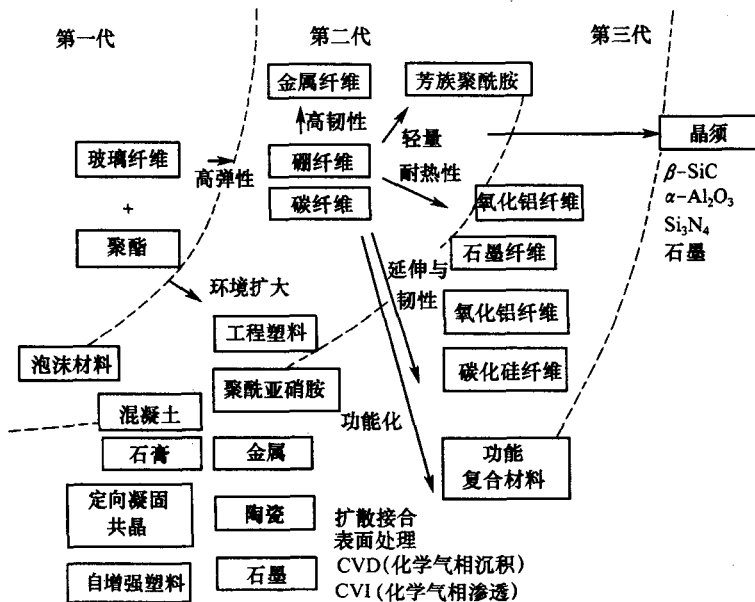 第一代
第二代
第三代
金属纤维
芳族聚酰胺
高韧性
轻量
晶须
玻璃纤维
高弹性
硼纤维
耐热性
β-SiC
+
碳纤维
氧化铝纤维
α-Al₂O₃
聚酯
石墨纤维
Si₃N₄
石墨
环境扩大
延伸与
韧性
氧化铝纤维
工程塑料
泡沫材料
聚酰亚硝胺
碳化硅纤维
混凝土
功能化
石膏
金属
功能
复合材料
定向凝固
共晶
陶瓷
扩散接合
表面处理
自增强塑料
石墨
CVD(化学气相沉积)
CVI(化学气相渗透)